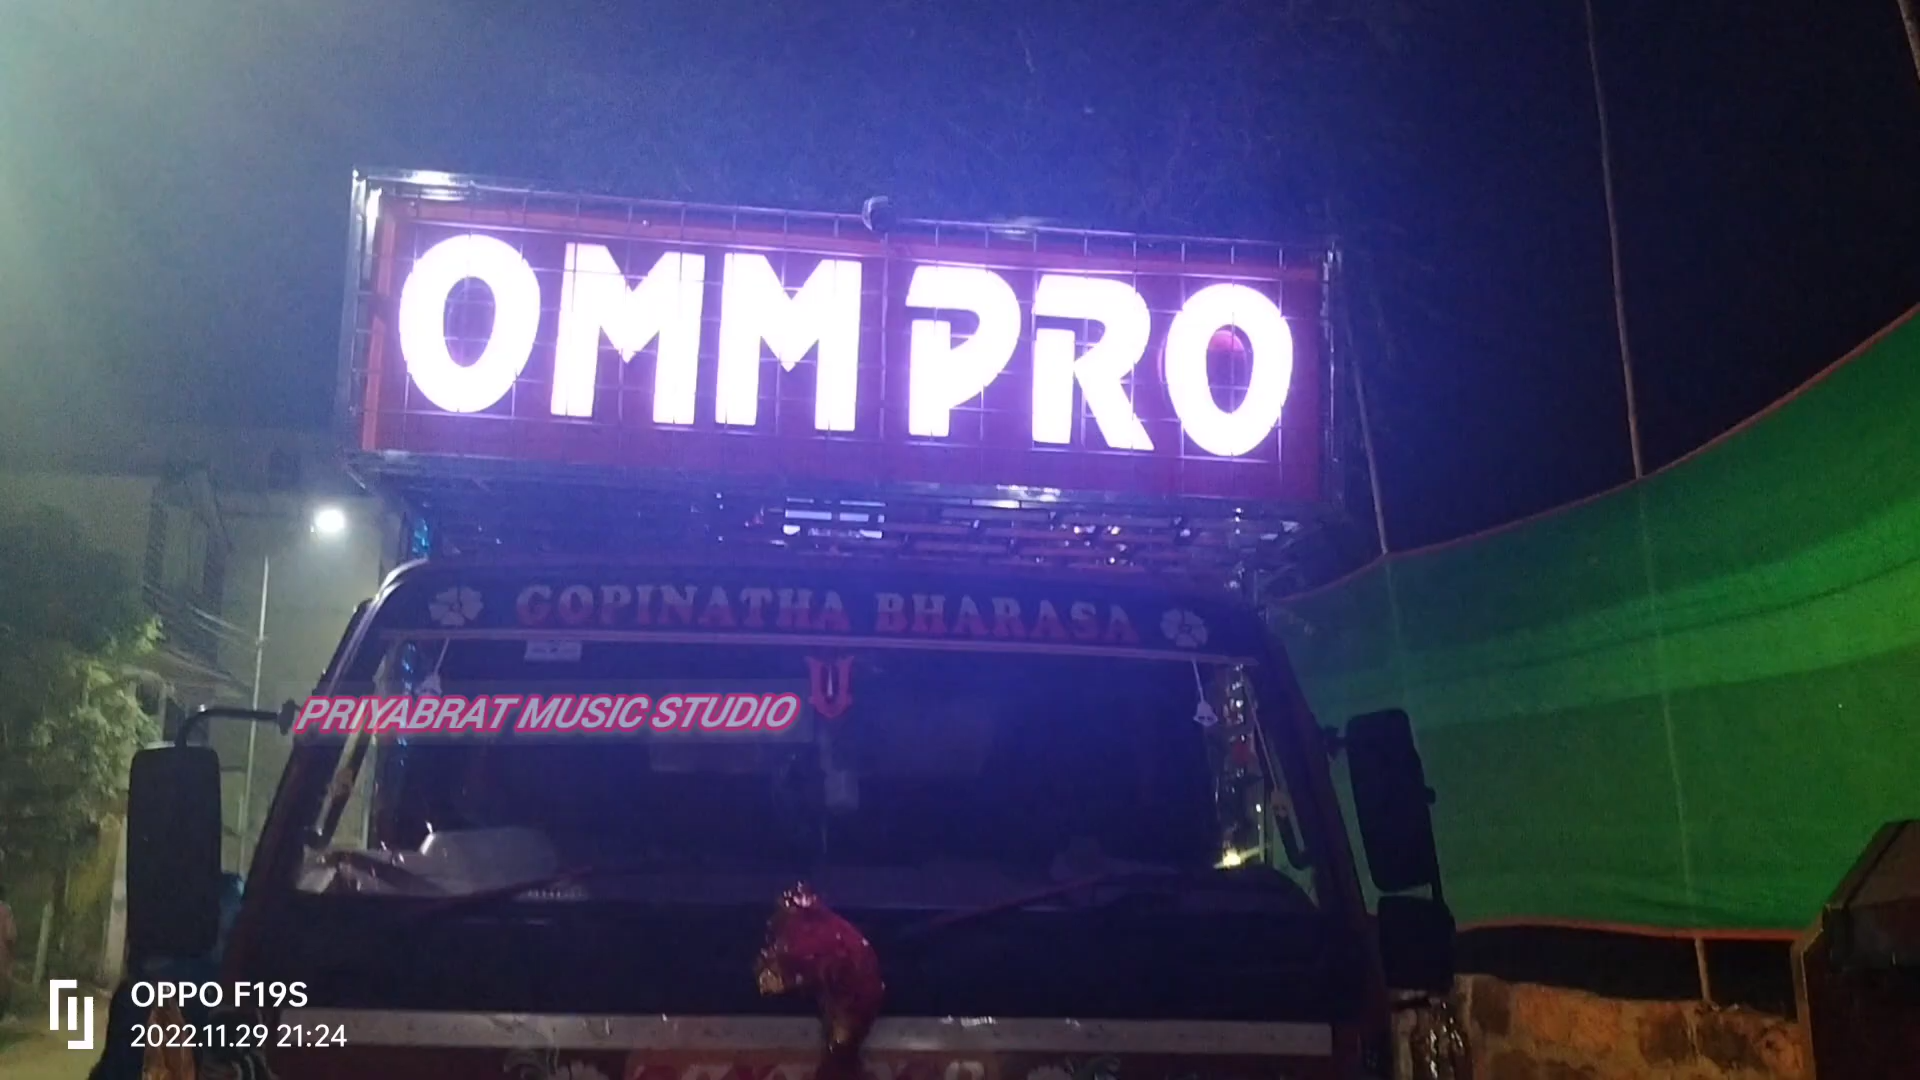 OMM PRO
GOPINATHA BHARASA
PRIYABRAT MUSIC STUDIO
OPPO F19S
2022.11.29 21:24